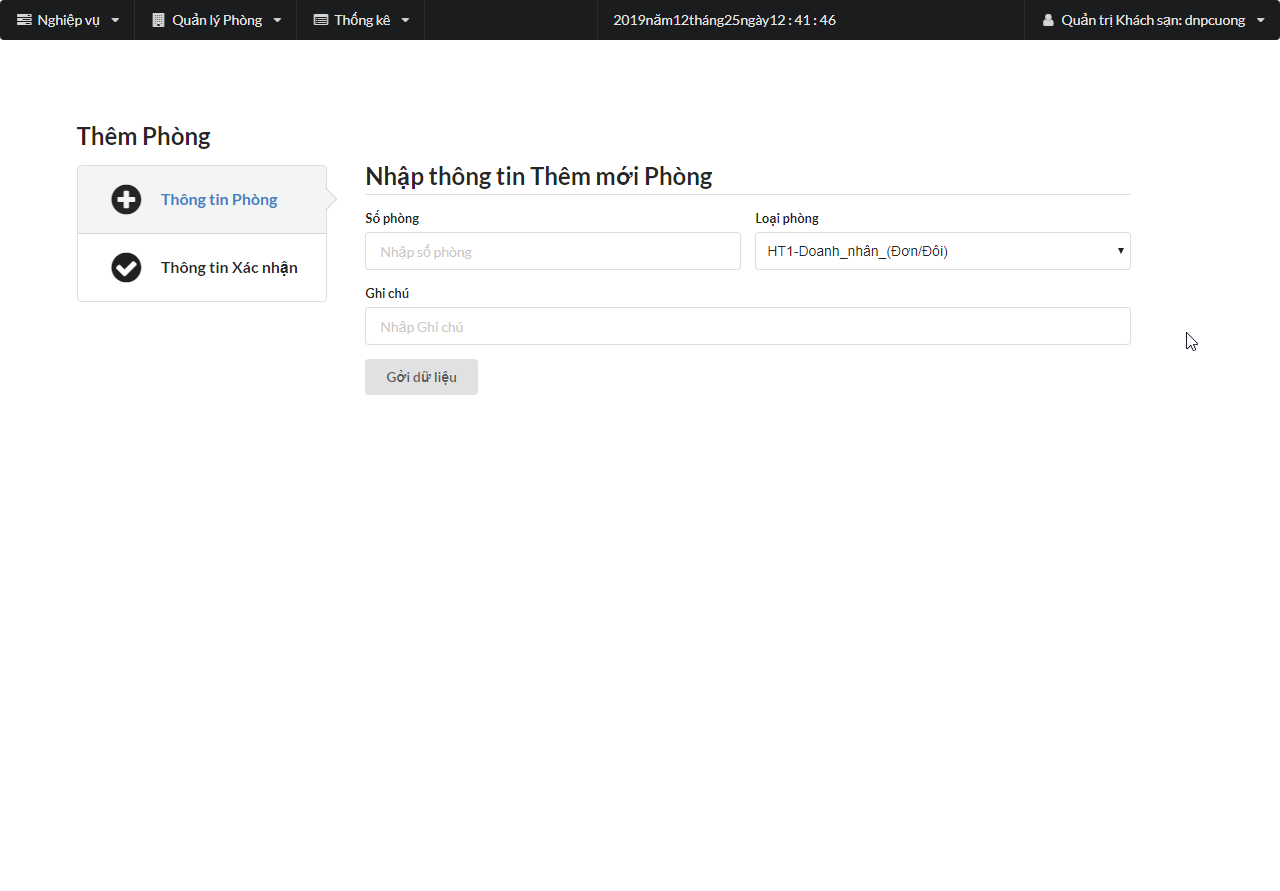 Nghiệp vụ Quản lý Phòng Thống kê 2019năm12tháng25ngày12 : 41 : 46 Quản trị Khách sạn: dnpcuong
Thêm Phòng
Thông tin Phòng
Thông tin Xác nhận
Nhập thông tin Thêm mới Phòng
Số phòng Loại phòng
Nhập số phòng HT1-Doanh_nhân_(Đơn/Đôi)
Ghi chú
Nhập Ghi chú
Gởi dữ liệu